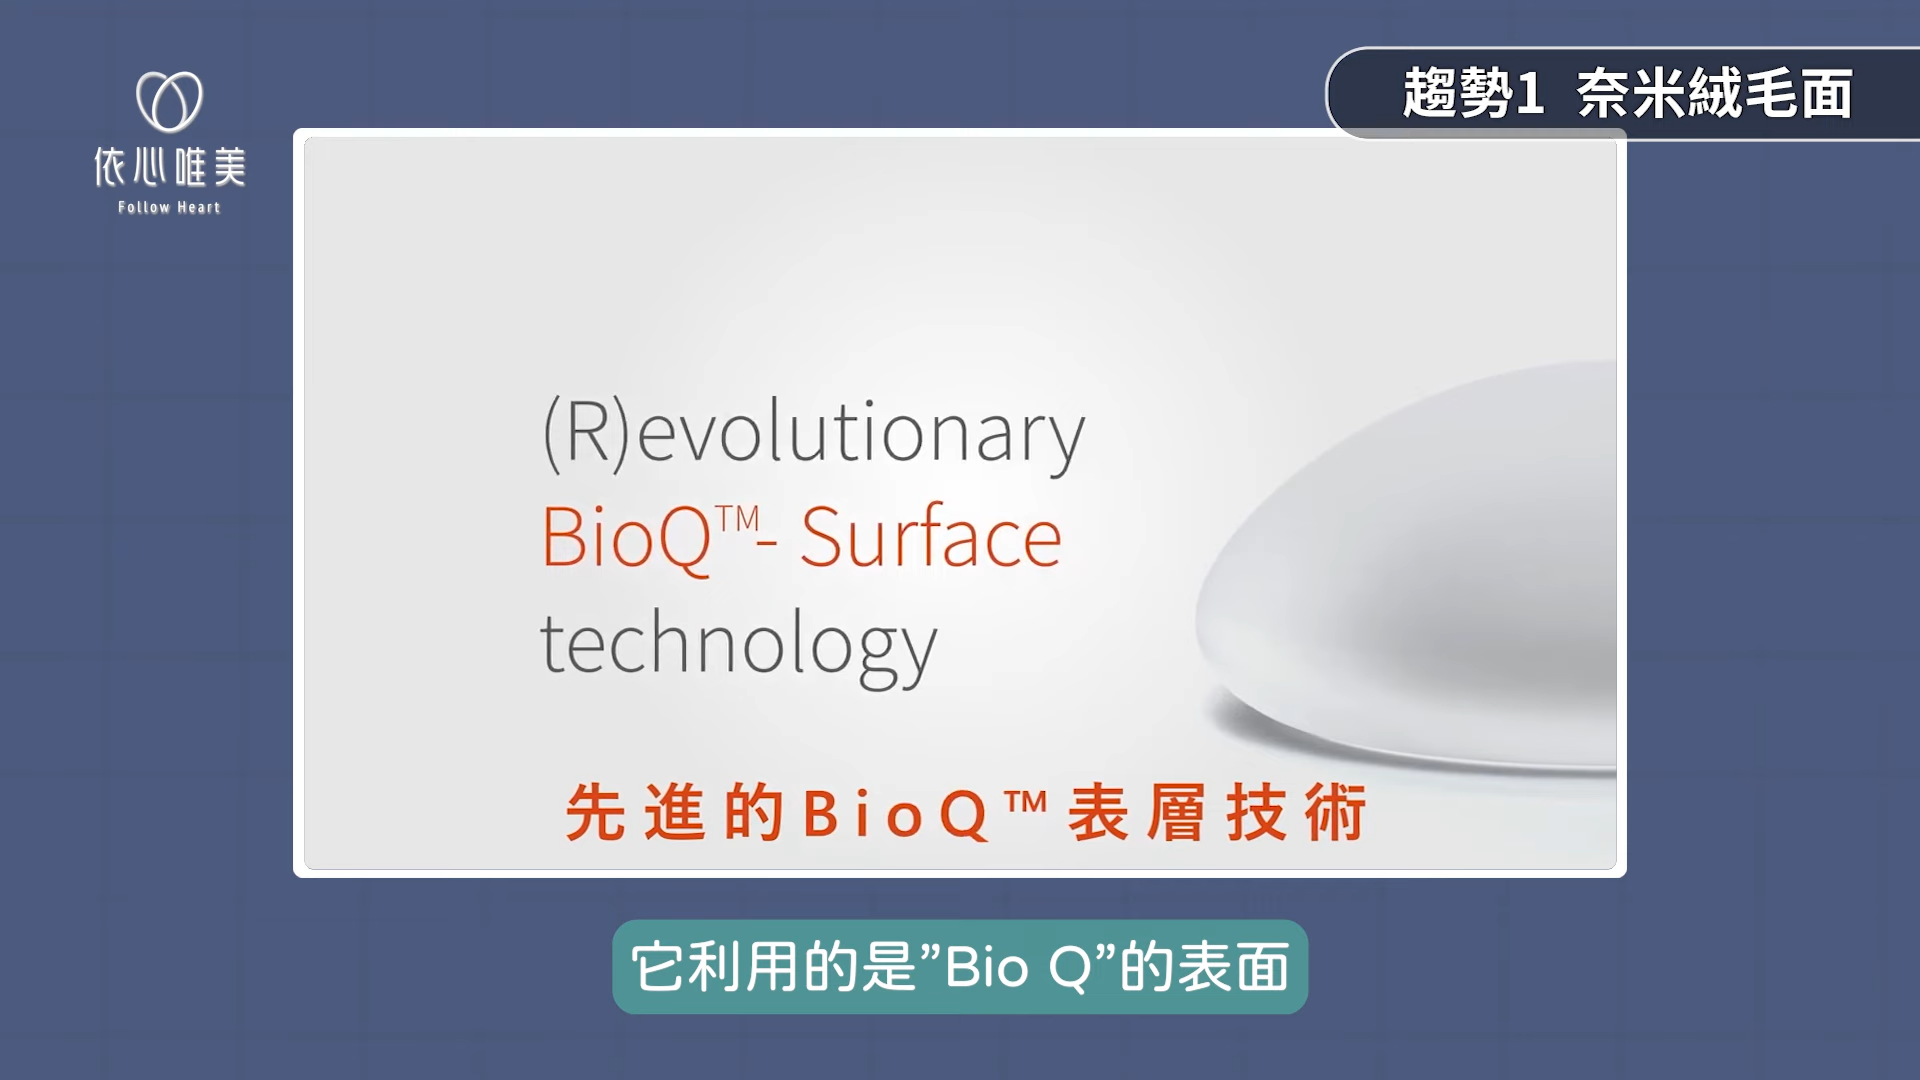 依心唯美
Follow Heart
趨勢1 奈米絨毛面
(R)evolutionary
BioQ™- Surface
technology
先進的BioQ™表層技術
它利用的是”Bio Q”的表面